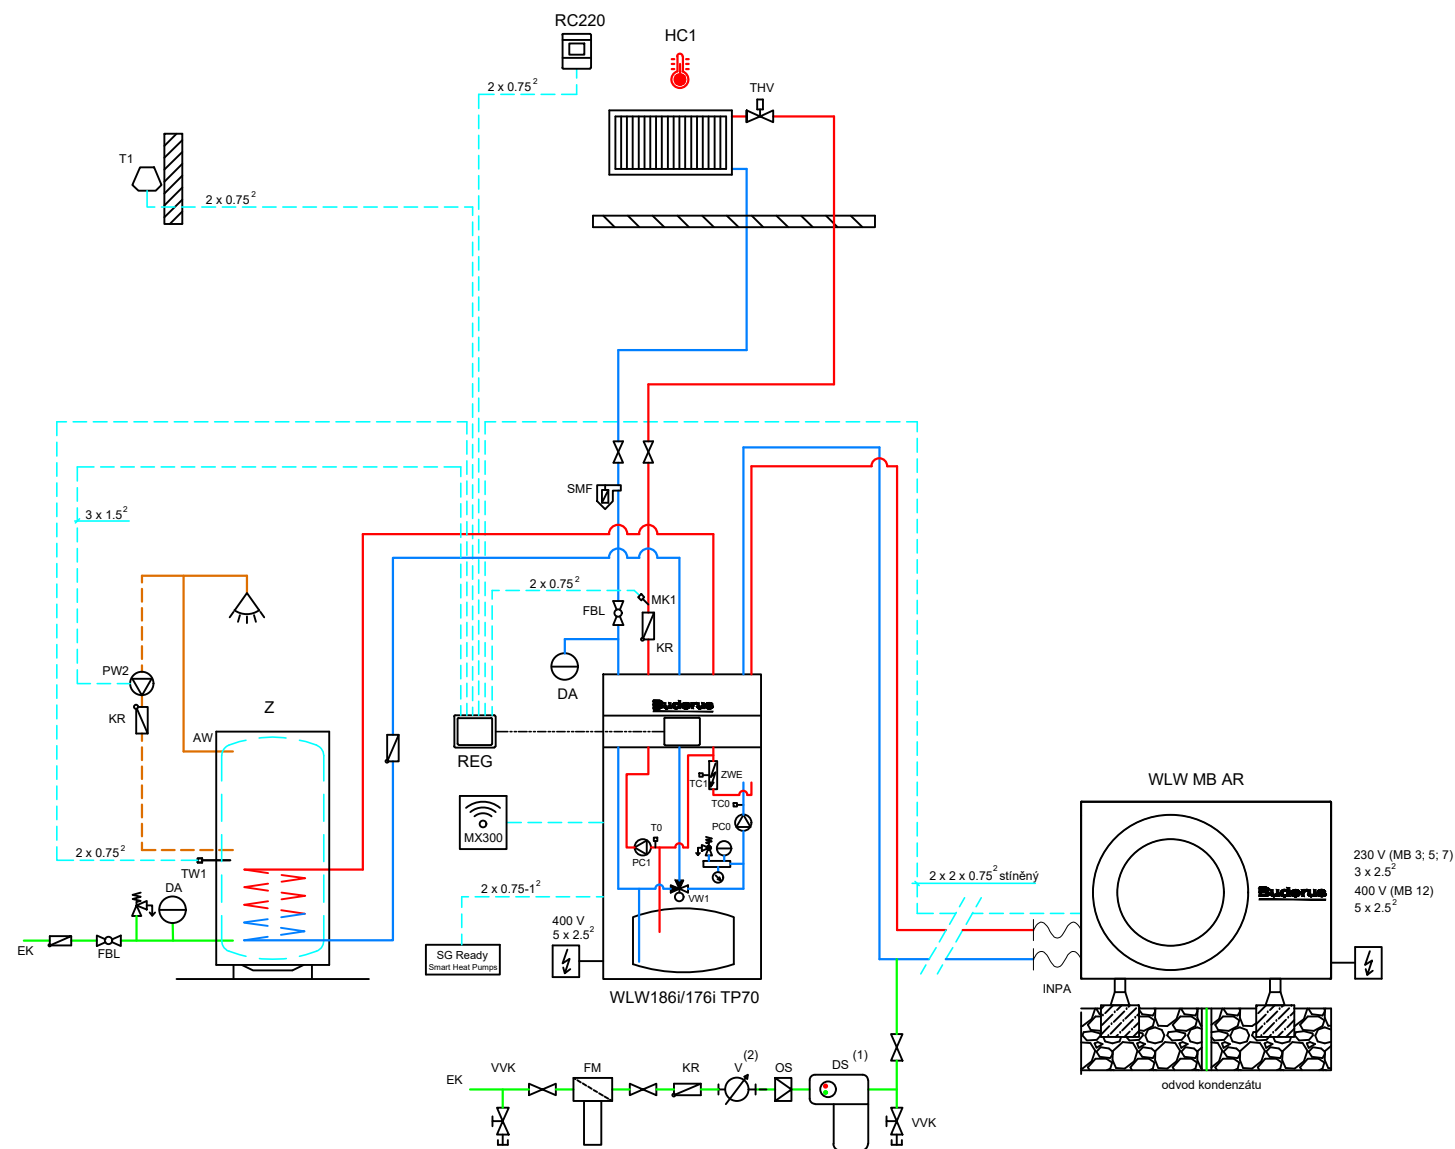 RC220
HC1
2 x 0.75²
THV
T1
2 x 0.75²
SMF
3 x 1.5²
2 x 0.75²
MK1
FBL
KR
PW2
DA
KR
Z
Buderus
AW
REG
TC1
ZWE
WLW MB AR
TC0
MX300
T0
PC0
PC1
2 x 0.75²
TW1
230 V (MB 3; 5; 7)
3 x 2.5²
400 V (MB 12)
5 x 2.5²
2 x 2 x 0.75² stíněný
Buderus
DA
2 x 0.75-1²
VW1
400 V
5 x 2.5²
EK
FBL
SG Ready
Smart Heat Pumps
INPA
WLW186i/176i TP70
EK
VVK
FM
KR
V (2)
OS
DS (1)
VVK
odvod kondenzátu